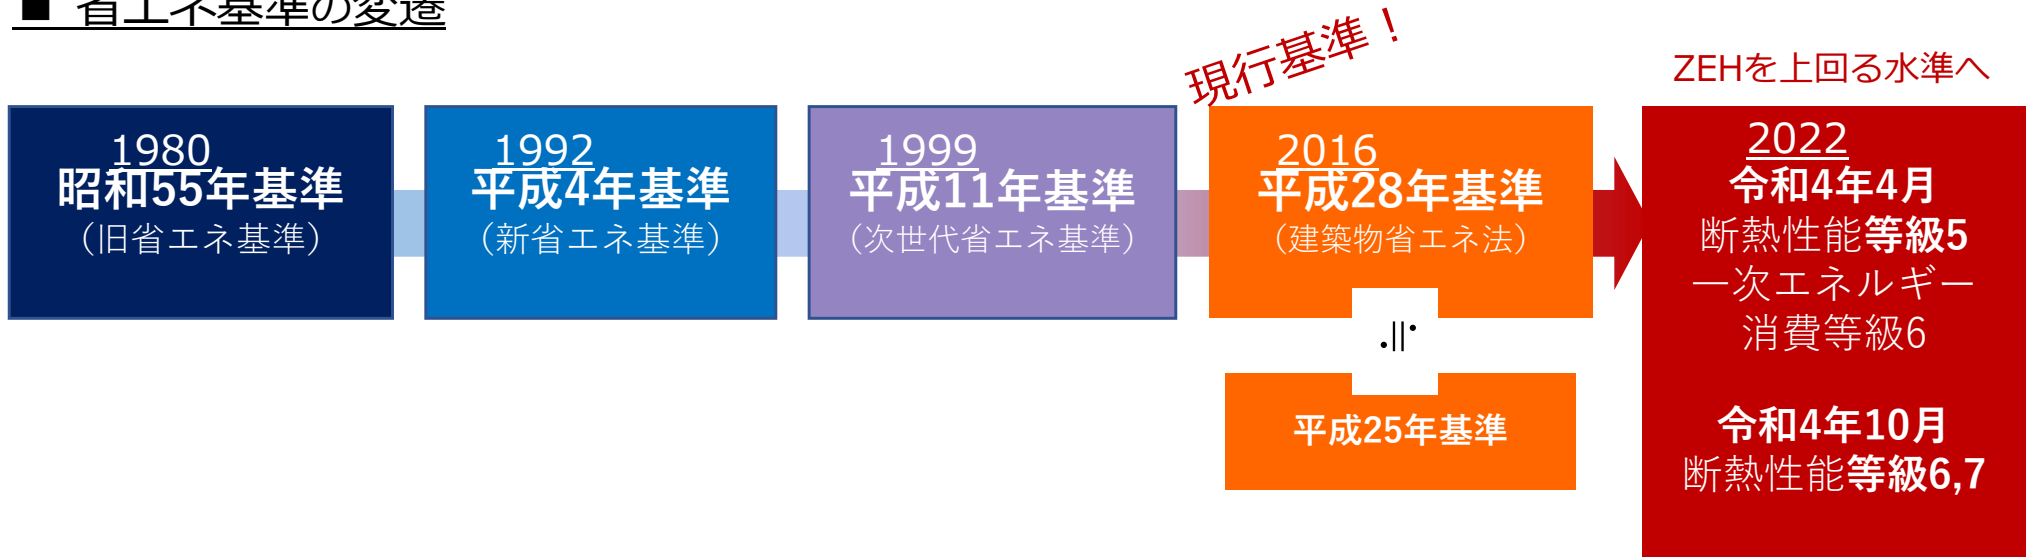 ■ 省エネ基準の変遷
現行基準！
ZEHを上回る水準へ
1980
昭和55年基準
（旧省エネ基準）
1992
平成4年基準
（新省エネ基準）
1999
平成11年基準
（次世代省エネ基準）
2016
平成28年基準
（建築物省エネ法）
.||・
平成25年基準
2022
令和4年4月
断熱性能等級5
一次エネルギー
消費等級6
令和4年10月
断熱性能等級6,7